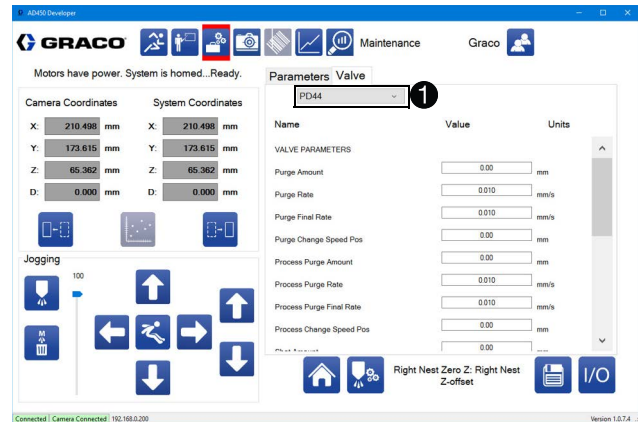 AD450 Developer
GRACO
Maintenance
Graco
Motors have power. System is homed...Ready.
Parameters Valve
PD44
1
Camera Coordinates System Coordinates
X: 210.498 mm X: 210.498 mm
Y: 173.615 mm Y: 173.615 mm
Z: 65.362 mm Z: 65.362 mm
D: 0.000 mm D: 0.000 mm
Name Value Units
VALVE PARAMETERS
Purge Amount 0.00 mm
Purge Rate 0.010 mm/s
Purge Final Rate 0.010 mm/s
Purge Change Speed Pos 0.00 mm
Process Purge Amount 0.00 mm
Process Purge Rate 0.010 mm/s
Process Purge Final Rate 0.010 mm/s
Process Change Speed Pos 0.00 mm
Shot Amount 0.00 mm
Jogging
100
M
Right Nest Zero Z: Right Nest
Z-offset
I/O
Connected Camera Connected 192.168.0.200 Version 1.0.7.4